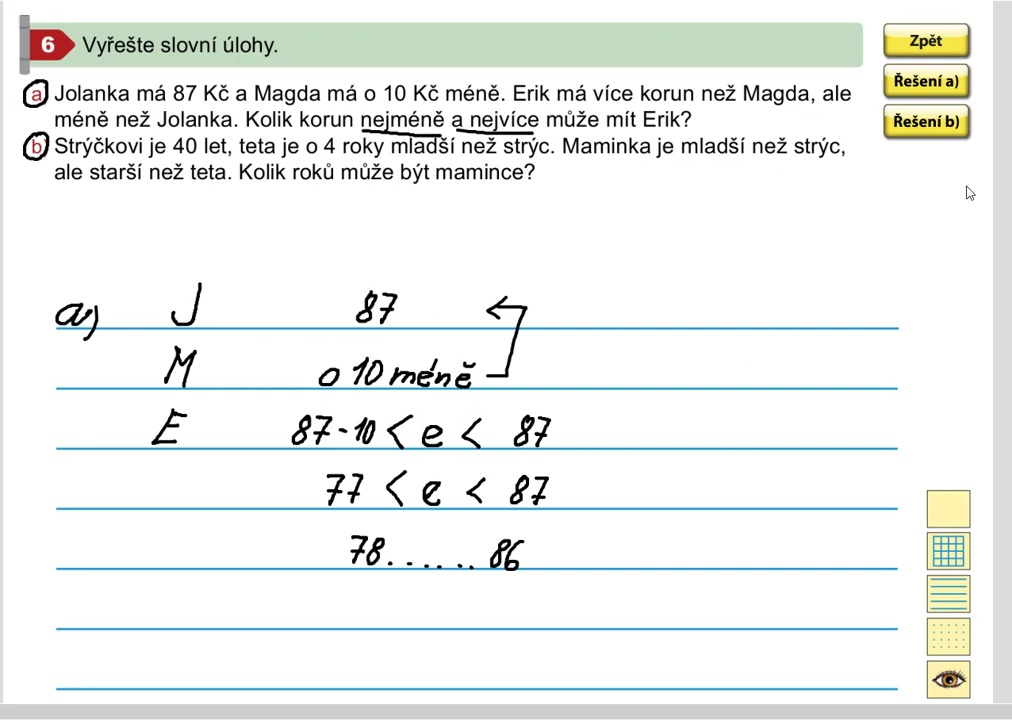 6 Vyřešte slovní úlohy.
Zpět
Řešení a)
Řešení b)
a Jolanka má 87 Kč a Magda má o 10 Kč méně. Erik má více korun než Magda, ale
méně než Jolanka. Kolik korun nejméně a nejvíce může mít Erik?
b Strýčkovi je 40 let, teta je o 4 roky mladší než strýc. Maminka je mladší než strýc,
ale starší než teta. Kolik roků může být mamince?
a) J 87
M o 10 méně
E 87-10 < e < 87
77 < e < 87
78...... 86